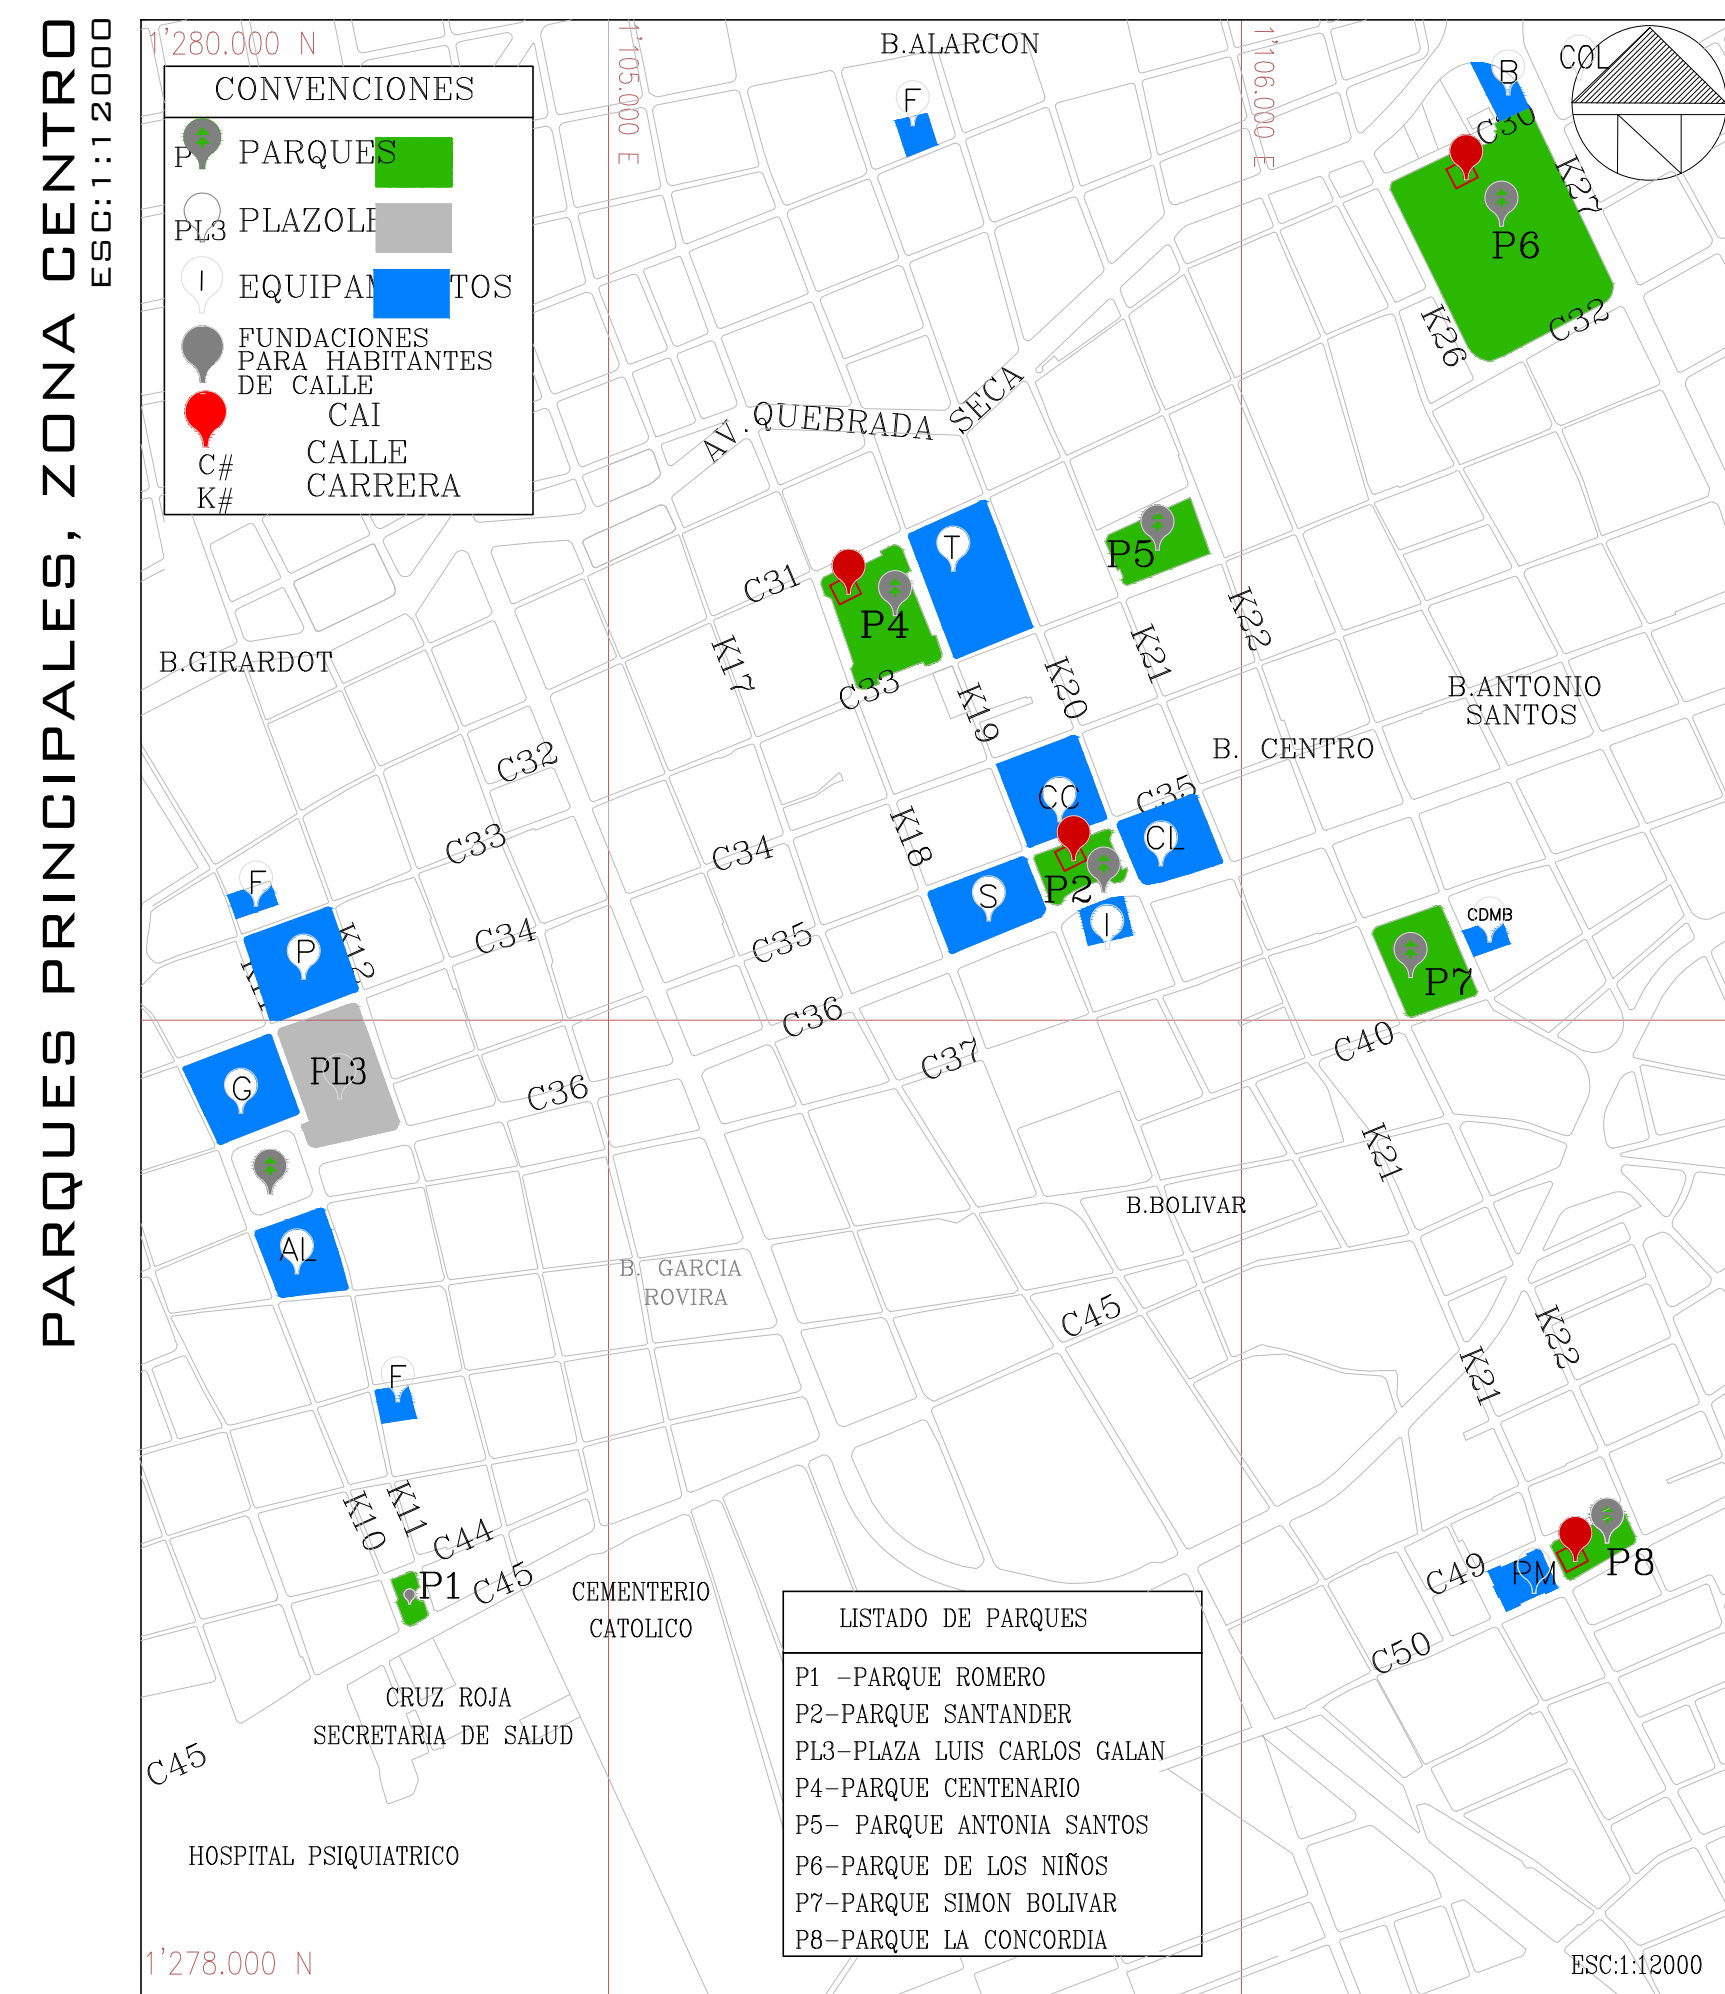 PARQUES PRINCIPALES, ZONA CENTRO
ESC:1:12000
1'280.000 N
1'105.000 E
1'106.000 E
B.ALARCON
COL
CONVENCIONES
P PARQUES
PL3
I
FUNDACIONES
PARA HABITANTES
DE CALLE
CAI
C# CALLE
K# CARRERA
F
B
C30
K27
P6
K26
C32
AV. QUEBRADA SECA
T
P5
C31
P4
K22
K17
K21
B.GIRARDOT
C33
K19
K20
B.ANTONIO
SANTOS
B. CENTRO
C32
CC
C35
C33
C34
K18
CL
F
P2
S
I
CDMB
P
K12
C34
C35
P7
K11
C36
C40
C37
PL3
G
C36
K21
B.BOLIVAR
AL
B. GARCIA
ROVIRA
C45
K22
K21
F
K10
K11
C44
C45
P1
C49
PM
P8
C50
CEMENTERIO
CATOLICO
CRUZ ROJA
SECRETARIA DE SALUD
C45
HOSPITAL PSIQUIATRICO
LISTADO DE PARQUES
P1 -PARQUE ROMERO
P2-PARQUE SANTANDER
PL3-PLAZA LUIS CARLOS GALAN
P4-PARQUE CENTENARIO
P5- PARQUE ANTONIA SANTOS
P6-PARQUE DE LOS NIÑOS
P7-PARQUE SIMON BOLIVAR
P8-PARQUE LA CONCORDIA
1'278.000 N
ESC:1:12000